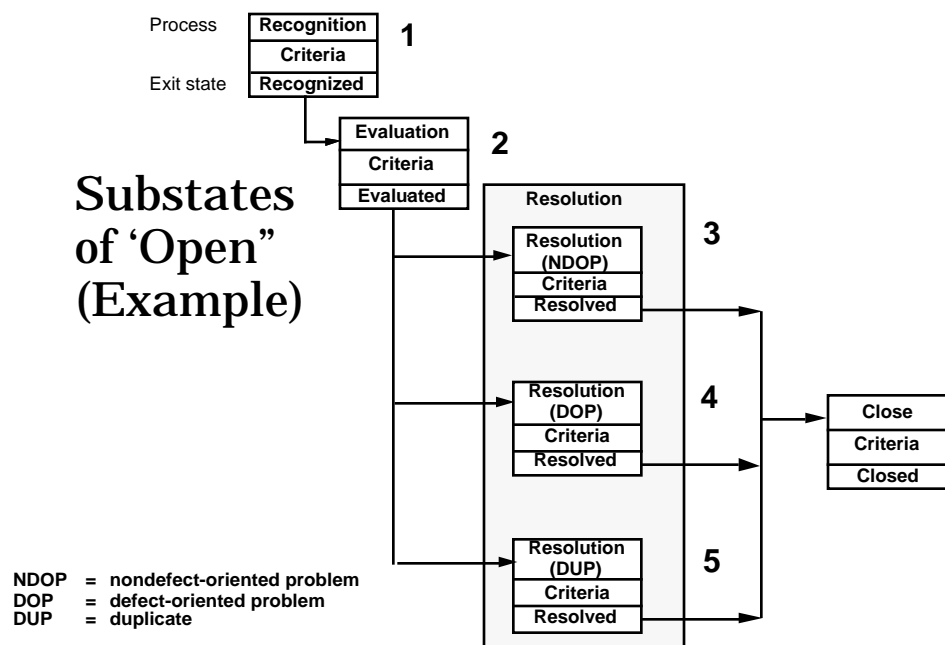 Process
Recognition
1
Criteria
Exit state
Recognized
Evaluation
2
Criteria
Evaluated
Substates
of ‘Open”
(Example)
Resolution
3
Resolution
(NDOP)
Criteria
Resolved
4
Resolution
(DOP)
Criteria
Resolved
Close
Criteria
Closed
5
Resolution
(DUP)
Criteria
Resolved
NDOP = nondefect-oriented problem
DOP = defect-oriented problem
DUP = duplicate